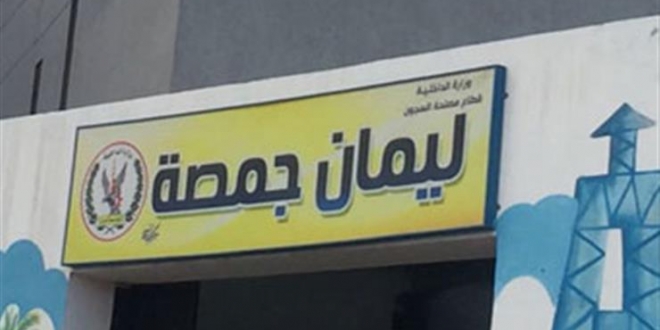 وزارة الداخلية
قطاع مصلحة السجون
ليمان جمصة